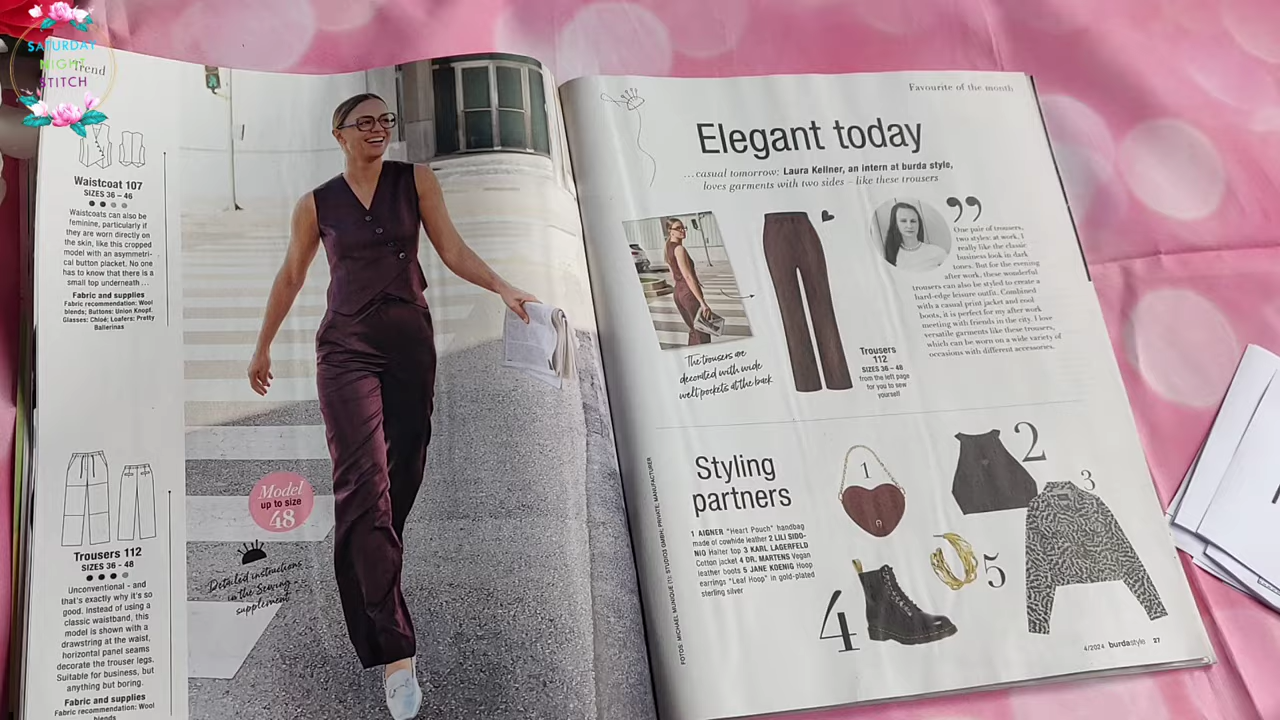 SATURDAY
NIGHT
STITCH
Trend
Waistcoat 107
SIZES 36 – 46
Waistcoats can also be
feminine, particularly if
they are worn directly on
the skin, like this cropped
model with an asymmetri-
cal button placket. No one
has to know that there is a
small top underneath ...
Fabric and supplies
Fabric recommendation: Wool
blends; Buttons: Union Knopf.
Glasses: Chloé; Loafers: Pretty
Ballerinas
Trousers 112
SIZES 36 – 48
Unconventional - and
that's exactly why it's so
good. Instead of using a
classic waistband, this
model is shown with a
drawstring at the waist,
horizontal panel seams
decorate the trouser legs.
Suitable for business, but
anything but boring.
Fabric and supplies
Fabric recommendation: Wool
blends
Model
up to size
48
Detailed instructions
in the Sewing
supplement
Favourite of the month
Elegant today
...casual tomorrow: Laura Kellner, an intern at burda style,
loves garments with two sides – like these trousers
The trousers are
decorated with wide
welt pockets at the back
Trousers
112
SIZES 36 – 48
from the left page
for you to sew
yourself
One pair of trousers,
two styles: at work, I
really like the classic
business look in dark
tones. But for the evening
after work, these wonderful
trousers can also be styled to create a
hard-edge leisure outfit. Combined
with a casual print jacket and cool
boots, it is perfect for my after work
meeting with friends in the city. I love
versatile garments like these trousers,
which can be worn on a wide variety of
occasions with different accessories.
Styling
partners
1 AIGNER "Heart Pouch" handbag
made of cowhide leather 2 LILI SIDO-
NIO Halter top 3 KARL LAGERFELD
Cotton jacket 4 DR. MARTENS Vegan
leather boots 5 JANE KOENIG Hoop
earrings "Leaf Hoop" in gold-plated
sterling silver
1
2
3
4
5
FOTOS: MICHAEL MUNIQUE (1); STUDIOS GMBH; PRIVATE; MANUFACTURER
4/2024 burdastyle 27